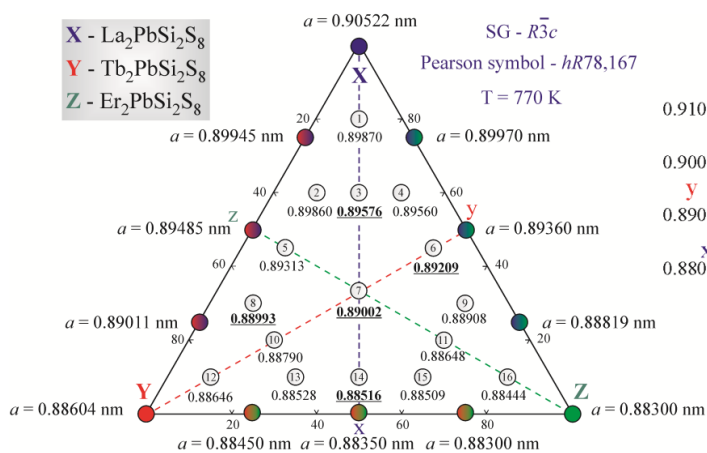 a = 0.90522 nm
X - La₂PbSi₂S₈
Y - Tb₂PbSi₂S₈
Z - Er₂PbSi₂S₈
SG - R3̅c
Pearson symbol - hR78,167
T = 770 K
X
0.910
20
1
80
a = 0.89945 nm
0.89870
a = 0.89970 nm
0.900
40
2
3
4
60
y
0.89860
0.89576
0.89560
z
y
a = 0.89485 nm
0.890
a = 0.89360 nm
5
6
0.89313
0.89209
x
60
40
0.880
7
8
0.89002
9
0.88993
0.88908
a = 0.89011 nm
a = 0.88819 nm
80
10
11
20
0.88790
0.88648
12
13
14
15
16
0.88646
0.88528
0.88516
0.88509
0.88444
Y
Z
a = 0.88604 nm
a = 0.88300 nm
20
40
x
60
80
a = 0.88450 nm a = 0.88350 nm a = 0.88300 nm